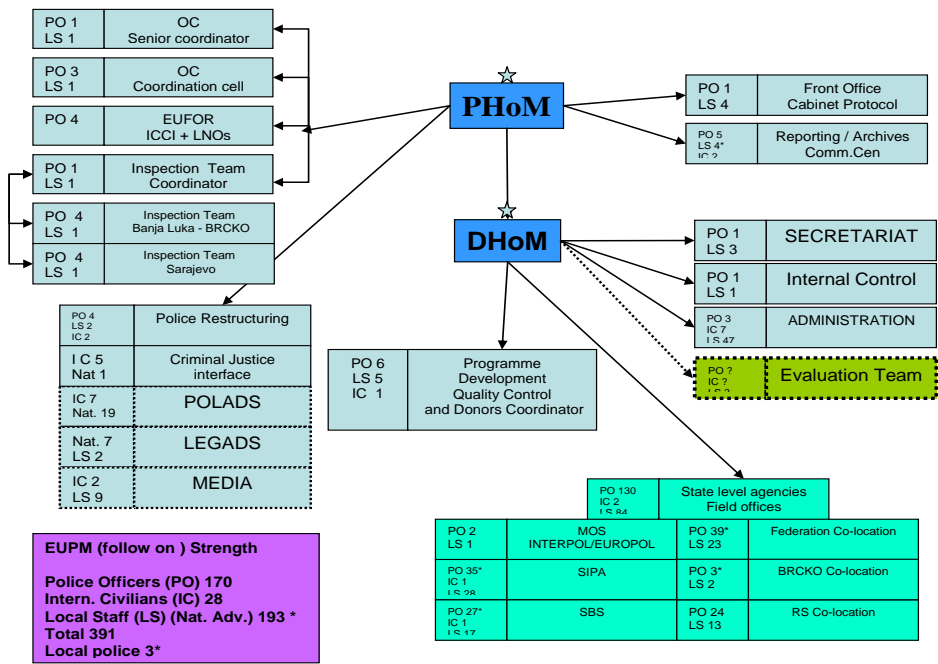 PO 1
LS 1
OC
Senior coordinator
PO 3
LS 1
OC
Coordination cell
PO 4
EUFOR
ICCI + LNOs
PO 1
LS 1
Inspection Team
Coordinator
PO 4
LS 1
Inspection Team
Banja Luka - BRCKO
PO 4
LS 1
Inspection Team
Sarajevo
PHoM
PO 1
LS 4
Front Office
Cabinet Protocol
PO 5
LS 4*
IC 2
Reporting / Archives
Comm.Cen
DHoM
PO 1
LS 3
SECRETARIAT
PO 1
LS 1
Internal Control
PO 3
IC 7
LS 47
ADMINISTRATION
PO ?
IC ?
Evaluation Team
PO 4
LS 2
IC 2
Police Restructuring
I C 5
Nat 1
Criminal Justice
interface
IC 7
Nat. 19
POLADS
Nat. 7
LS 2
LEGADS
IC 2
LS 9
MEDIA
PO 6
LS 5
IC 1
Programme
Development
Quality Control
and Donors Coordinator
PO 130
IC 2
LS 84
State level agencies
Field offices
PO 2
LS 1
MOS
INTERPOL/EUROPOL
PO 39*
LS 23
Federation Co-location
PO 35*
IC 1
LS 28
SIPA
PO 3*
LS 2
BRCKO Co-location
PO 27*
IC 1
LS 17
SBS
PO 24
LS 13
RS Co-location
EUPM (follow on ) Strength
Police Officers (PO) 170
Intern. Civilians (IC) 28
Local Staff (LS) (Nat. Adv.) 193 *
Total 391
Local police 3*